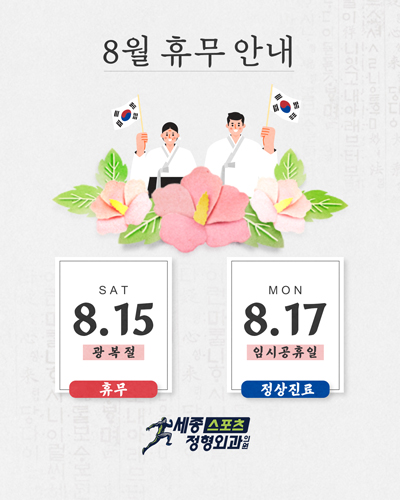 8월 휴무 안내
SAT
8.15
광복절
휴무
MON
8.17
임시공휴일
정상진료
세종 스포츠
정형외과의원